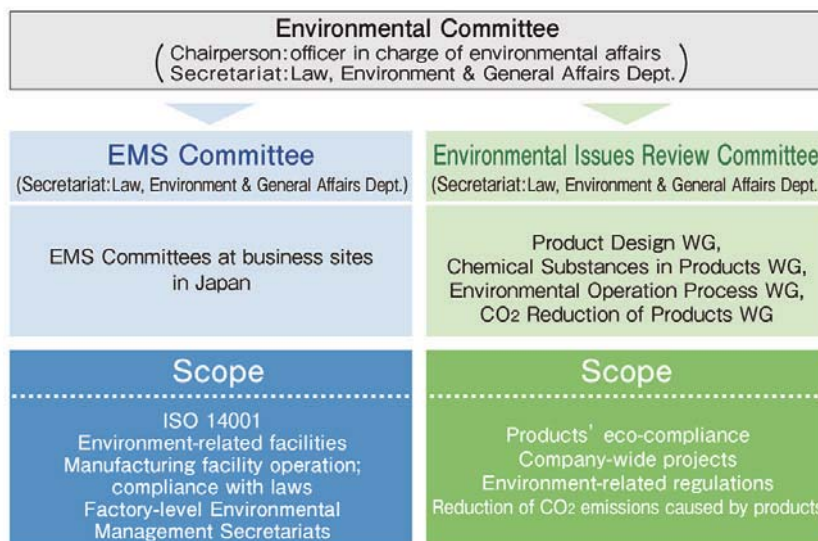 Environmental Committee
(Chairperson:officer in charge of environmental affairs
Secretariat:Law, Environment & General Affairs Dept.)
EMS Committee
(Secretariat:Law, Environment & General Affairs Dept.)
EMS Committees at business sites
in Japan
Scope
ISO 14001
Environment-related facilities
Manufacturing facility operation;
compliance with laws
Factory-level Environmental
Management Secretariats
Environmental Issues Review Committee
(Secretariat:Law, Environment & General Affairs Dept.
Product Design WG,
Chemical Substances in Products WG,
Environmental Operation Process WG,
CO2 Reduction of Products WG
Scope
Products' eco-compliance
Company-wide projects
Environment-related regulations
Reduction of CO2 emissions caused by products